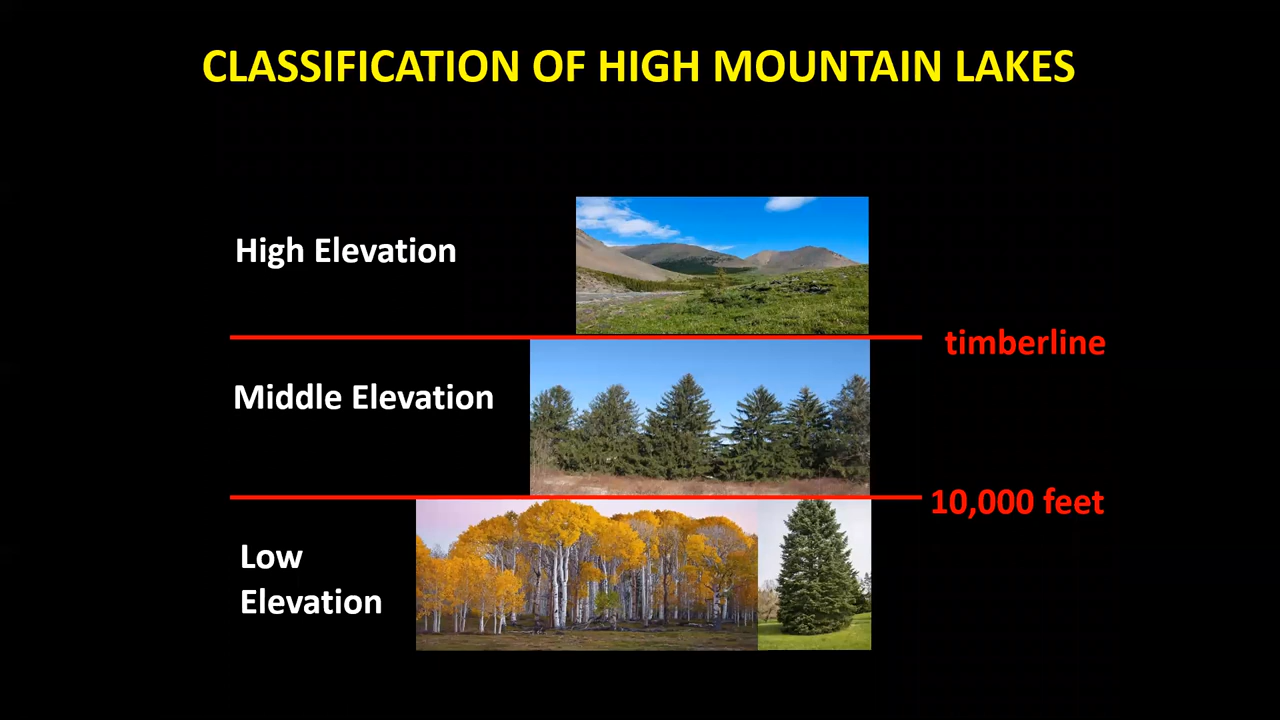 CLASSIFICATION OF HIGH MOUNTAIN LAKES
High Elevation
timberline
Middle Elevation
10,000 feet
Low
Elevation